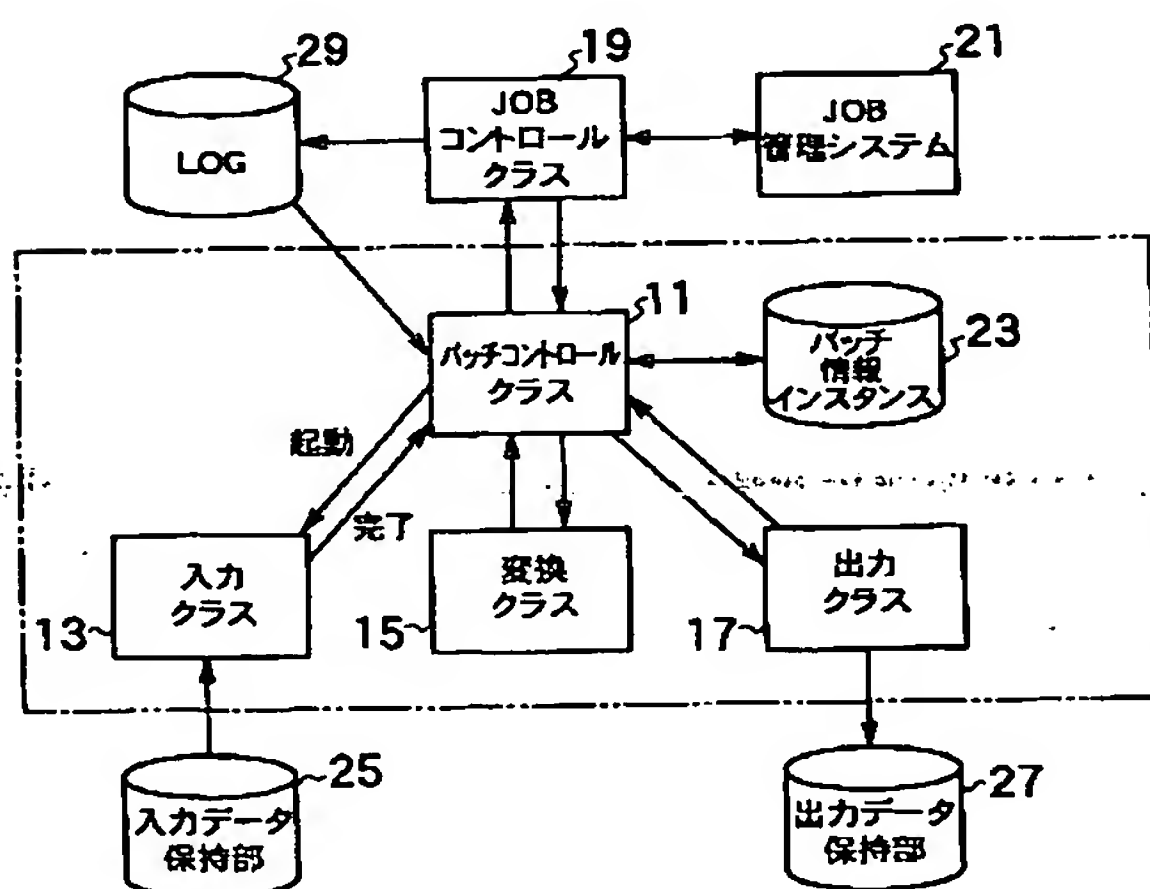 29
LOG
19
JOB
コントロール
クラス
21
JOB
管理システム
11
バッチコントロール
クラス
23
バッチ
情報
インスタンス
起動
完了
入力
クラス
13
変換
クラス
15
出力
クラス
17
25
入力データ
保持部
27
出力データ
保持部